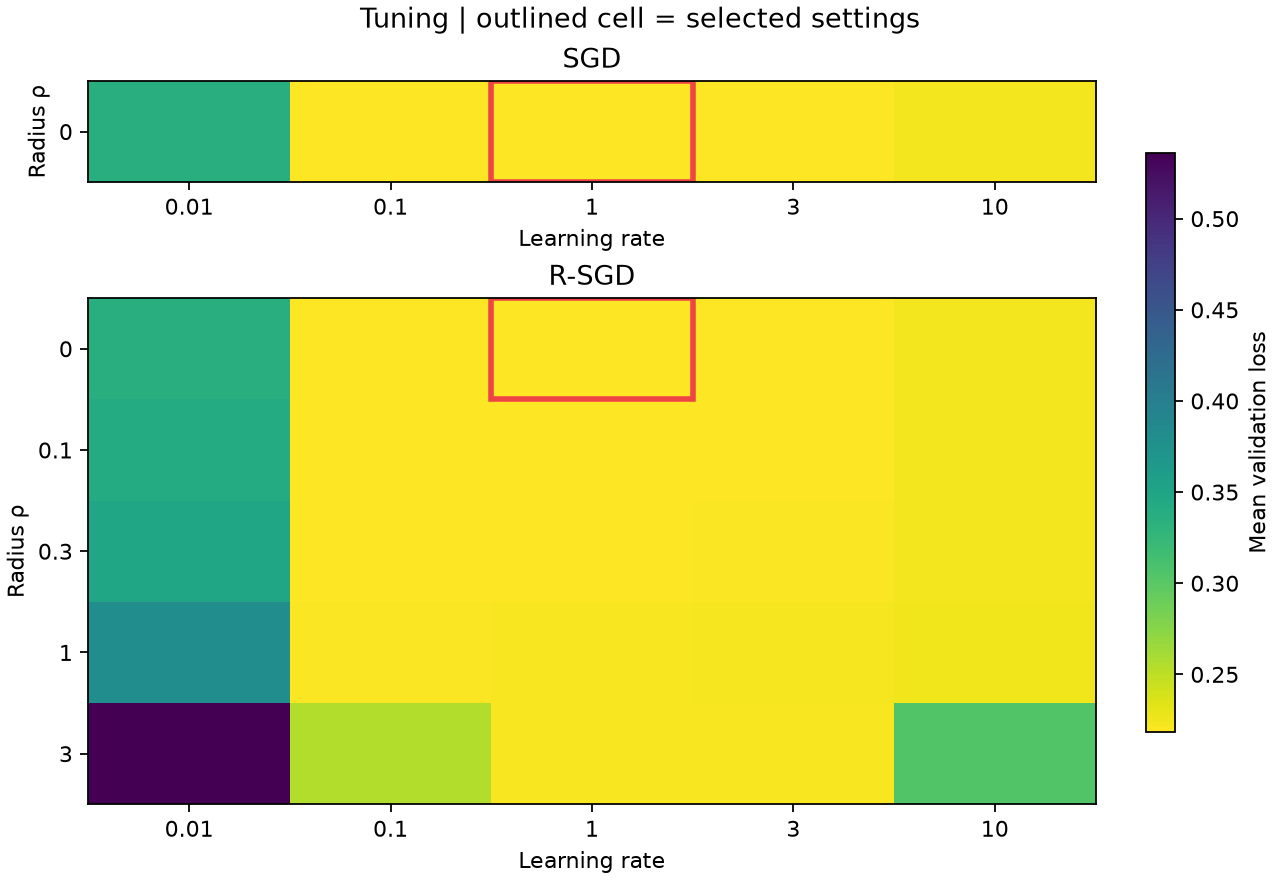 Tuning | outlined cell = selected settings
SGD
Radius ρ
0
0.01 0.1 1 3 10
Learning rate
R-SGD
Radius ρ
0
0.1
0.3
1
3
0.01 0.1 1 3 10
Learning rate
0.50
0.45
0.40
0.35
0.30
0.25
Mean validation loss